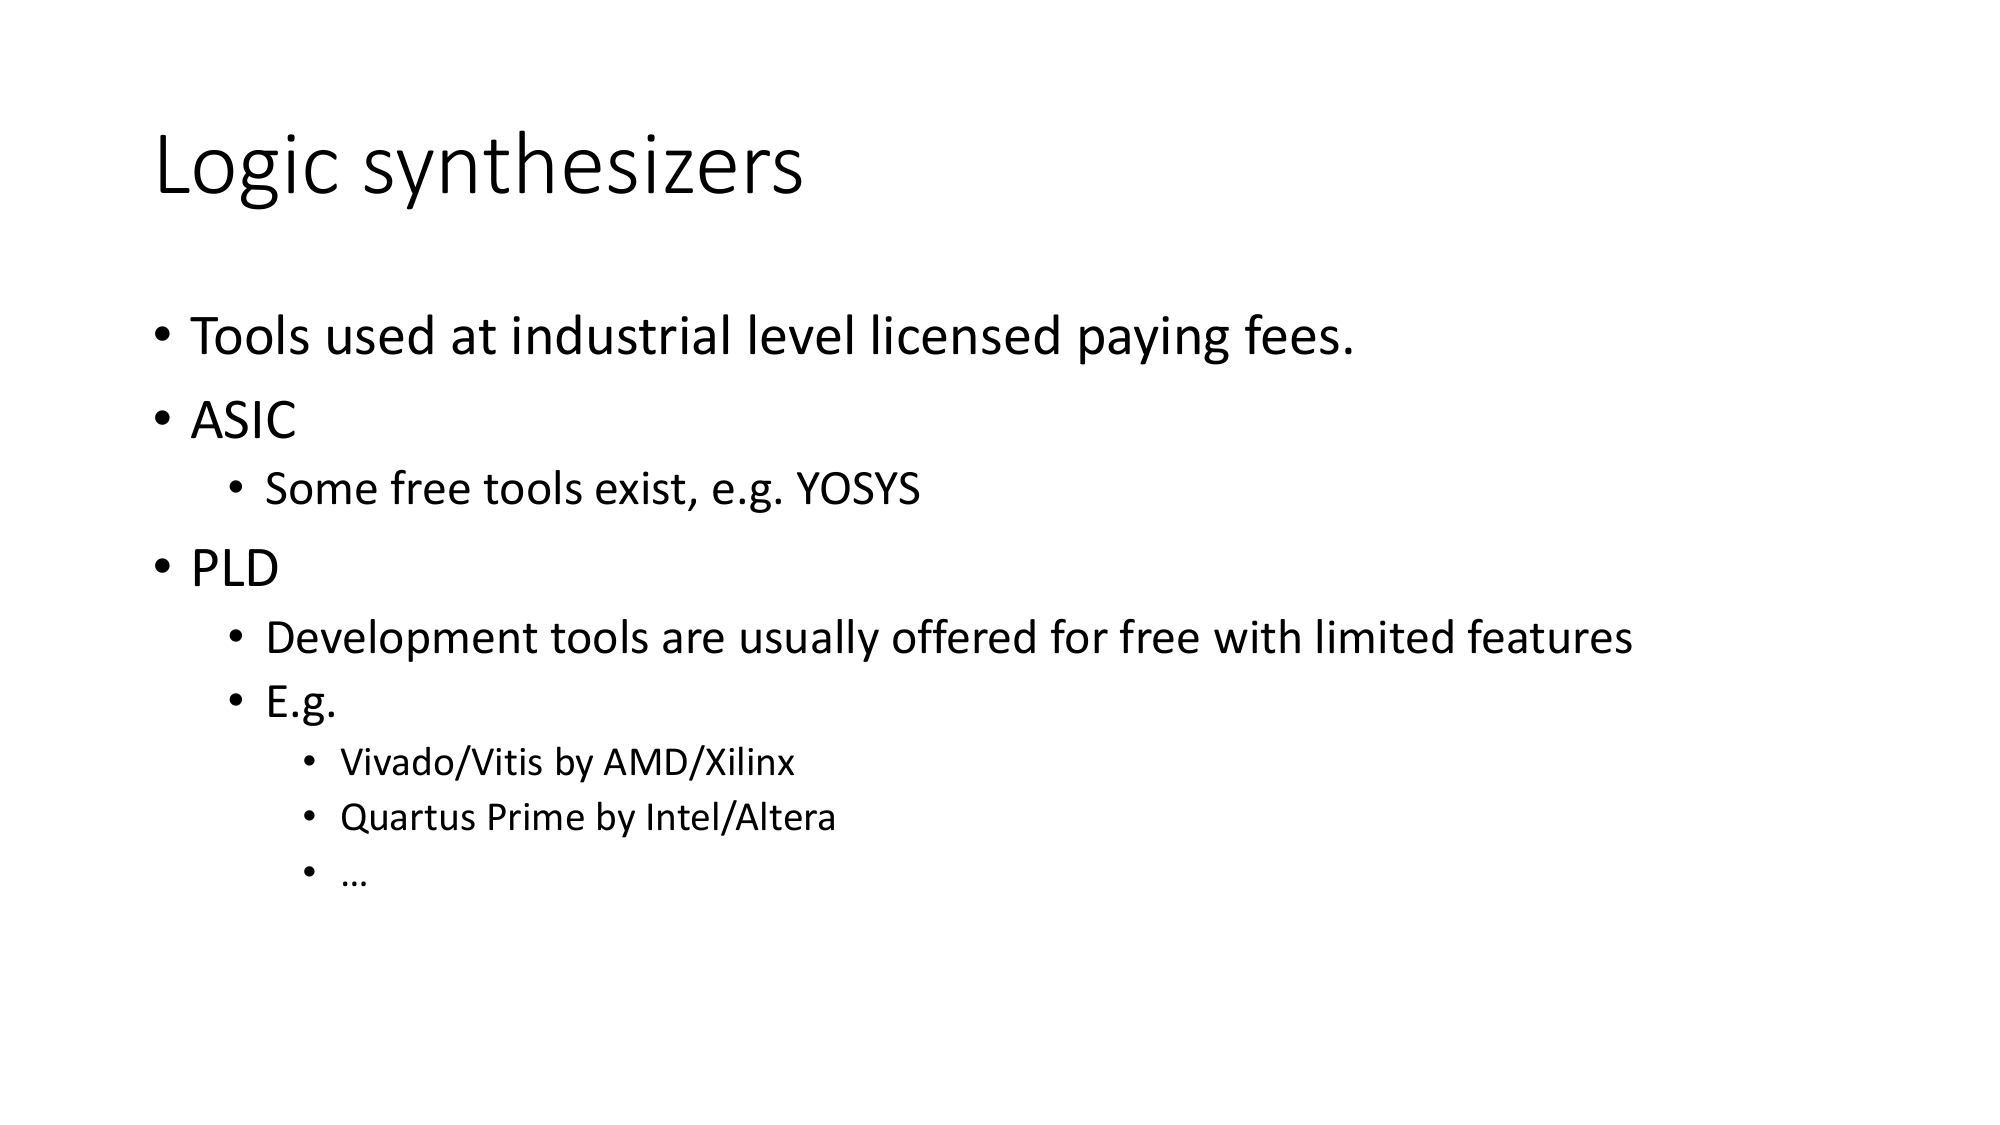 Logic synthesizers
• Tools used at industrial level licensed paying fees.
• ASIC
• Some free tools exist, e.g. YOSYS
• PLD
• Development tools are usually offered for free with limited features
• E.g.
• Vivado/Vitis by AMD/Xilinx
• Quartus Prime by Intel/Altera
• …